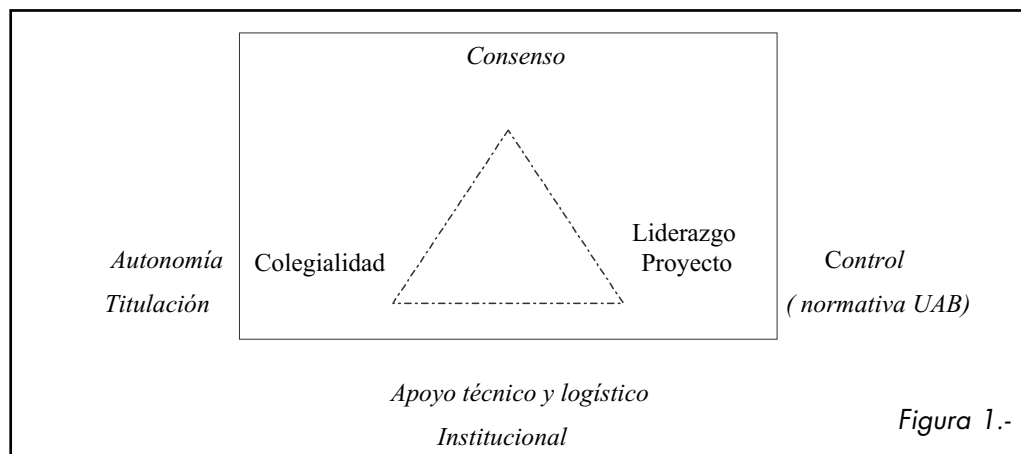 Consenso
Colegialidad
Liderazgo
Proyecto
Autonomía
Titulación
Control
( normativa UAB)
Apoyo técnico y logístico
Institucional
Figura 1.-